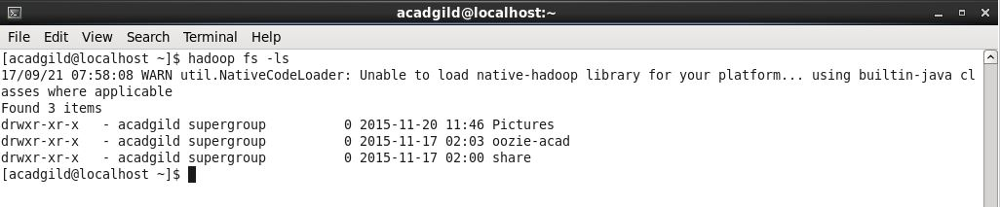 acadgild@localhost:~
File Edit View Search Terminal Help
[acadgild@localhost ~]$ hadoop fs -ls
17/09/21 07:58:08 WARN util.NativeCodeLoader: Unable to load native-hadoop library for your platform... using builtin-java cl
asses where applicable
Found 3 items
drwxr-xr-x   - acadgild supergroup          0 2015-11-20 11:46 Pictures
drwxr-xr-x   - acadgild supergroup          0 2015-11-17 02:03 oozie-acad
drwxr-xr-x   - acadgild supergroup          0 2015-11-17 02:00 share
[acadgild@localhost ~]$